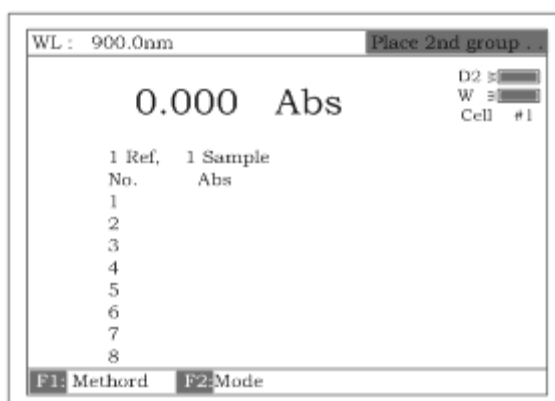 WL : 900.0nm Place 2nd group . .
D2
0.000 Abs W
Cell #1
1 Ref, 1 Sample
No. Abs
1
2
3
4
5
6
7
8
F1: Methord F2:Mode